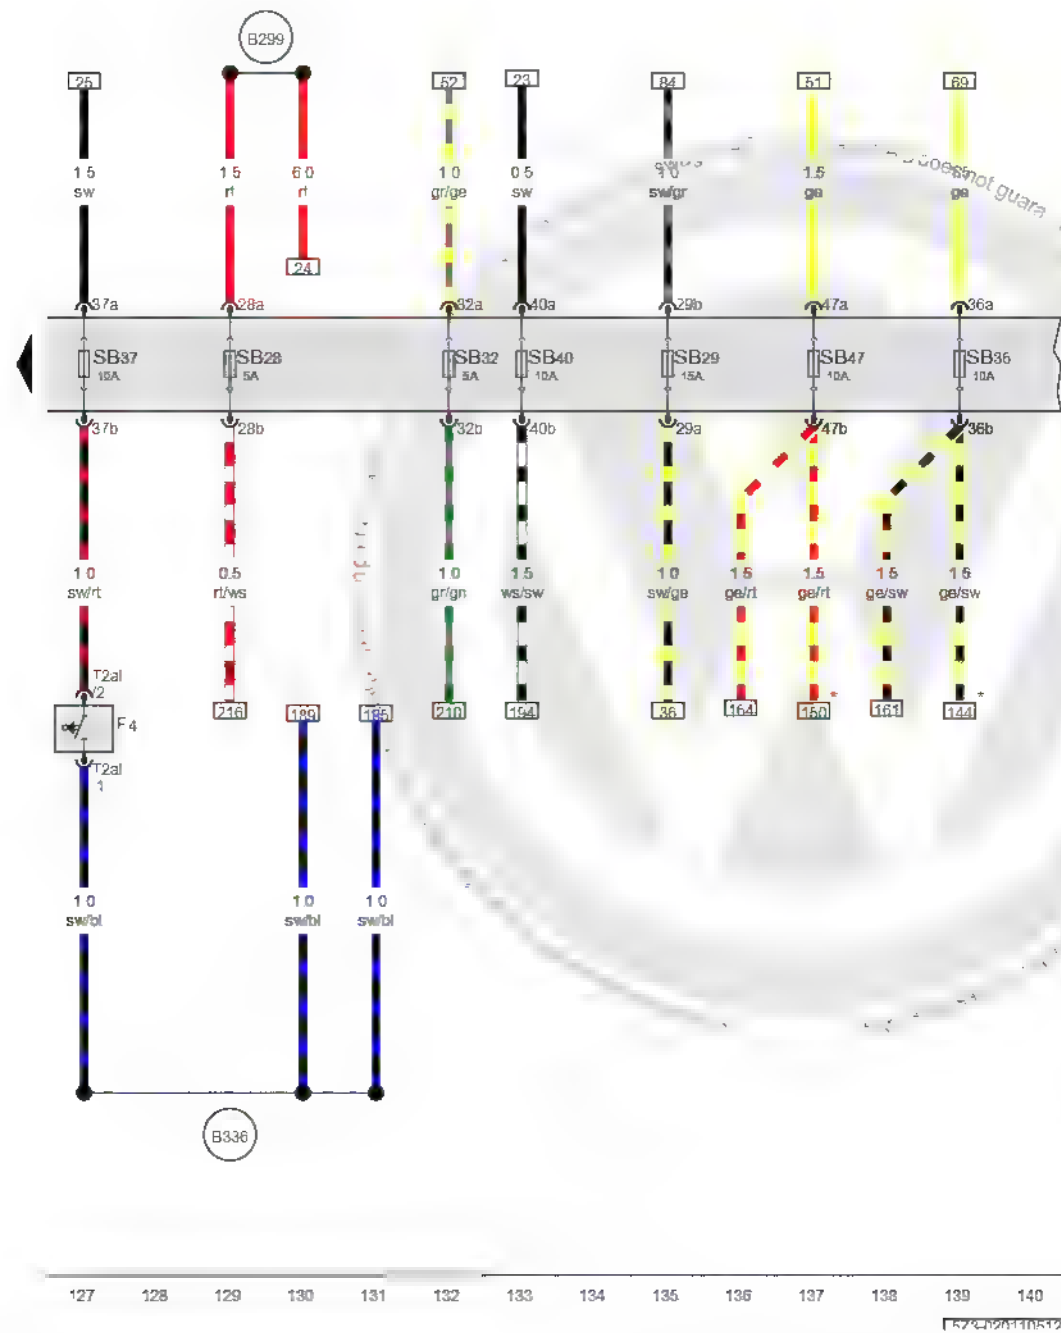 B299
25 52 23 84 51 69
1.5 1.5 6.0 1.0 0.5 1.0 1.5
sw rt rt gr/ge sw sw/gr ge ge
does not guara
24
37a 28a 32a 40a 29b 47a 36a
SB37 SB28 SB32 SB40 SB29 SB47 SB36
10A 5A 5A 10A 15A 10A 10A
37b 28b 32b 40b 29a 47b 36b
1.0 0.5 1.0 1.5 1.0 1.5 1.5 1.5 1.5
sw/rt rt/ws gr/gn ws/sw sw/ge ge/rt ge/rt ge/sw ge/sw
T2al
/2
216 189 195 210 194 36 164 150 * 161 144 *
F4
T2al
1
1.0 1.0 1.0
sw/bl sw/bl sw/bl
B336
127 128 129 130 131 132 133 134 135 136 137 138 139 140